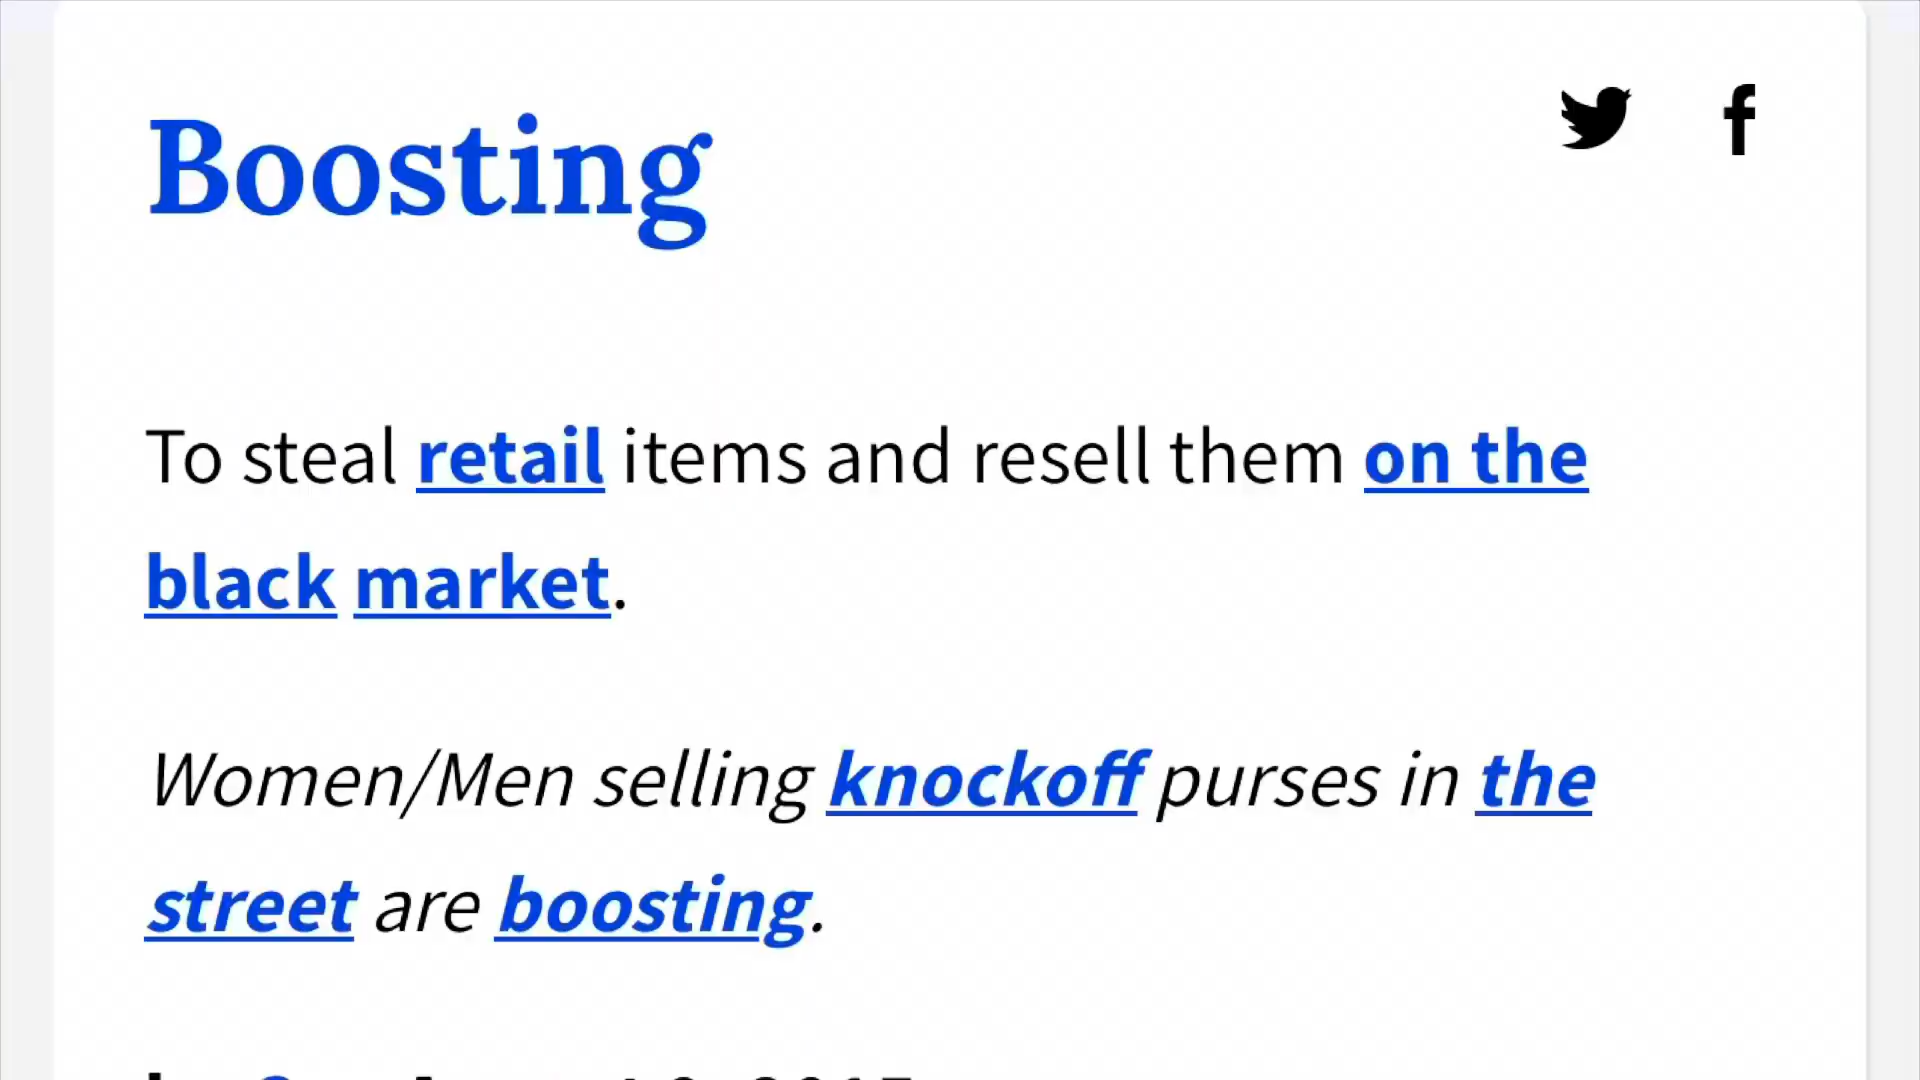 Boosting
To steal retail items and resell them on the
black market.
Women/Men selling knockoff purses in the
street are boosting.